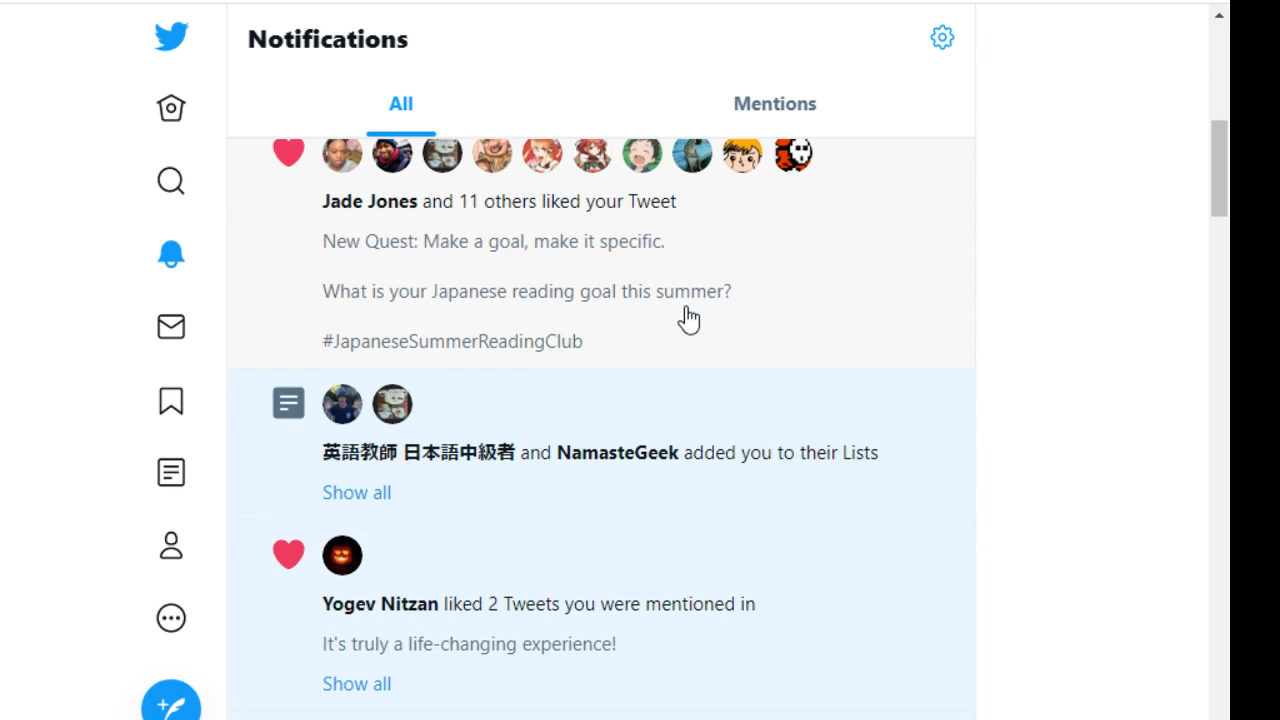 Notifications
All
Mentions
Jade Jones and 11 others liked your Tweet
New Quest: Make a goal, make it specific.
What is your Japanese reading goal this summer?
#JapaneseSummerReadingClub
英語教師 日本語中級者 and NamasteGeek added you to their Lists
Show all
Yogev Nitzan liked 2 Tweets you were mentioned in
It's truly a life-changing experience!
Show all